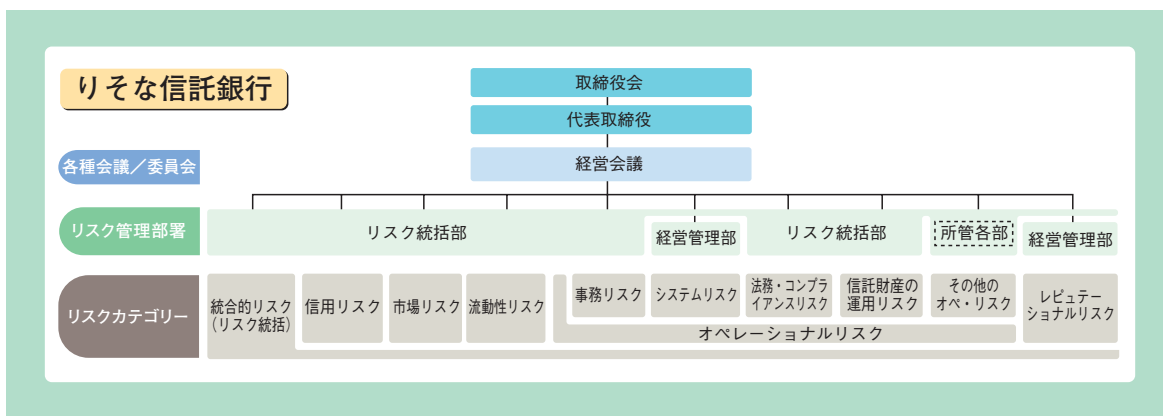 りそな信託銀行
取締役会
代表取締役
各種会議／委員会
経営会議
リスク管理部署
リスク統括部
経営管理部
リスク統括部
所管各部
経営管理部
リスクカテゴリー
統合的リスク
(リスク統括)
信用リスク
市場リスク
流動性リスク
事務リスク
システムリスク
法務・コンプラ
イアンスリスク
信託財産の
運用リスク
その他の
オペ・リスク
レピュテー
ショナルリスク
オペレーショナルリスク